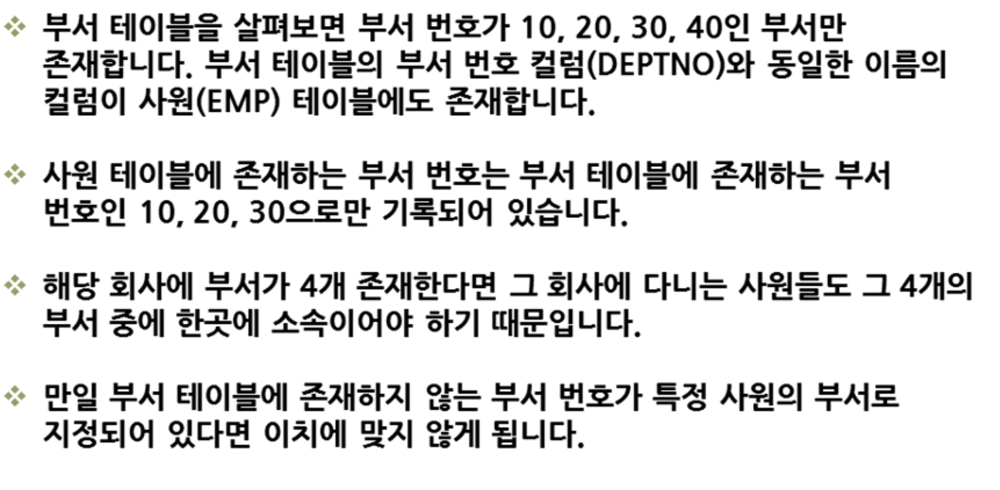 ❖ 부서 테이블을 살펴보면 부서 번호가 10, 20, 30, 40인 부서만
존재합니다. 부서 테이블의 부서 번호 컬럼(DEPTNO)와 동일한 이름의
컬럼이 사원(EMP) 테이블에도 존재합니다.
❖ 사원 테이블에 존재하는 부서 번호는 부서 테이블에 존재하는 부서
번호인 10, 20, 30으로만 기록되어 있습니다.
❖ 해당 회사에 부서가 4개 존재한다면 그 회사에 다니는 사원들도 그 4개의
부서 중에 한곳에 소속이어야 하기 때문입니다.
❖ 만일 부서 테이블에 존재하지 않는 부서 번호가 특정 사원의 부서로
지정되어 있다면 이치에 맞지 않게 됩니다.